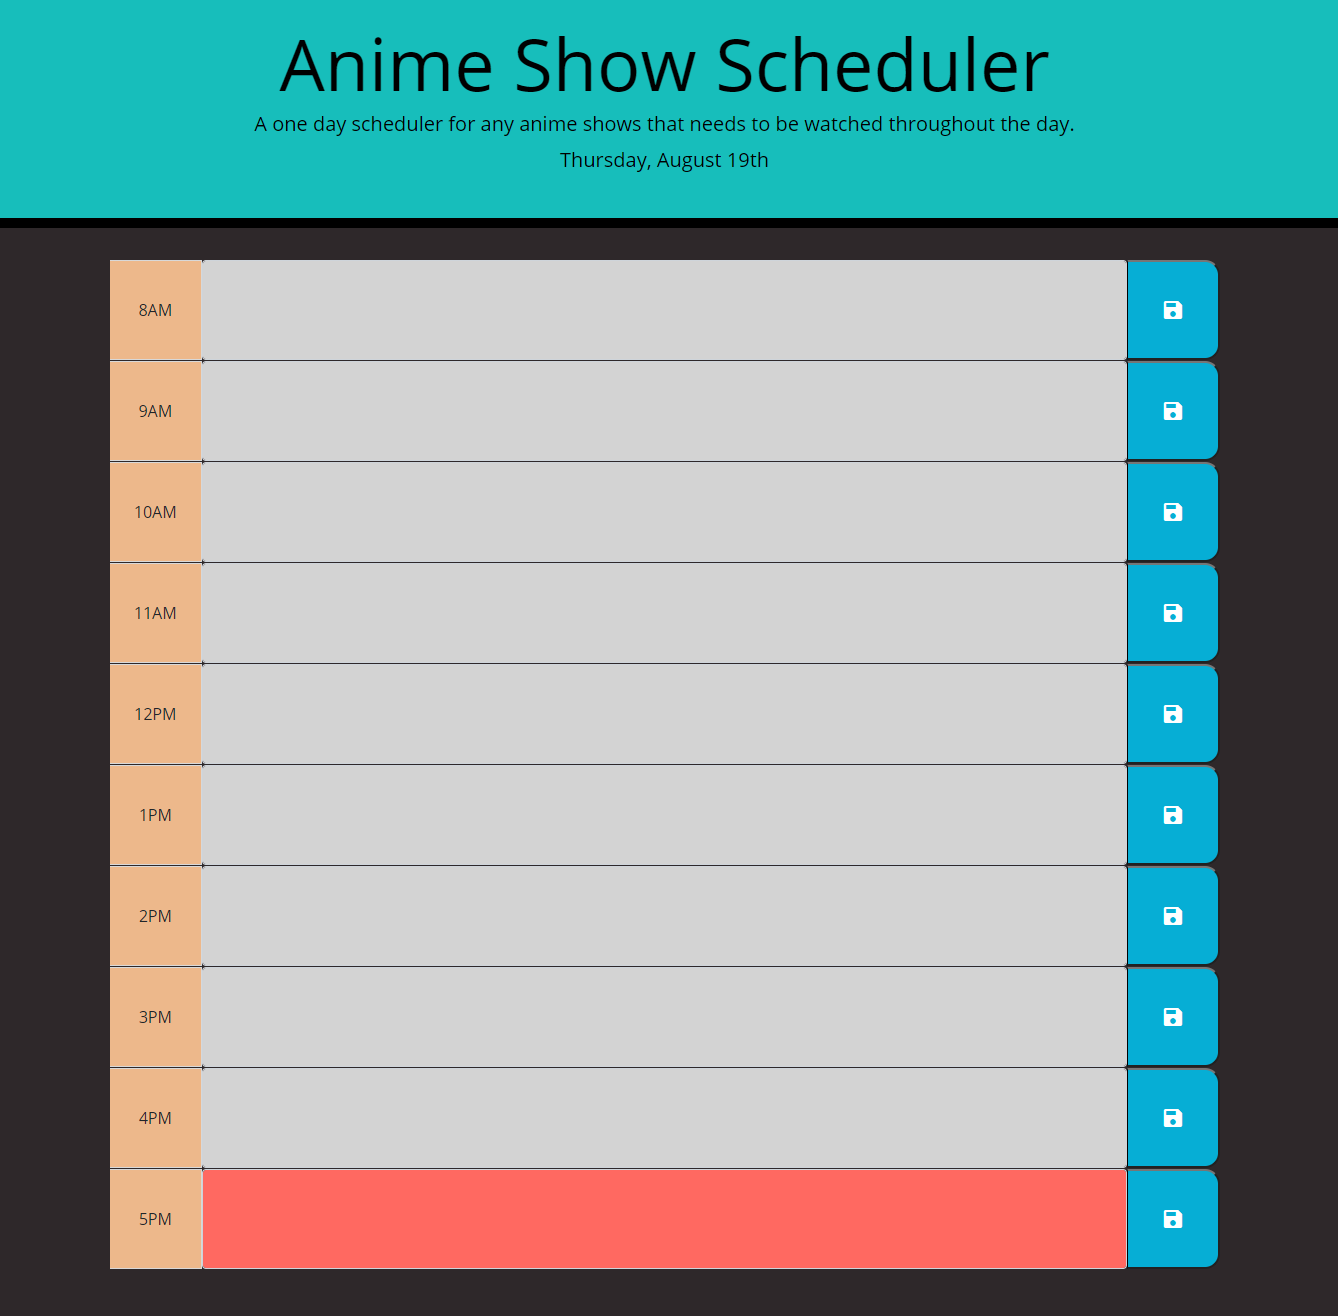 Anime Show Scheduler
A one day scheduler for any anime shows that needs to be watched throughout the day.
Thursday, August 19th
8AM
9AM
10AM
11AM
12PM
1PM
2PM
3PM
4PM
5PM